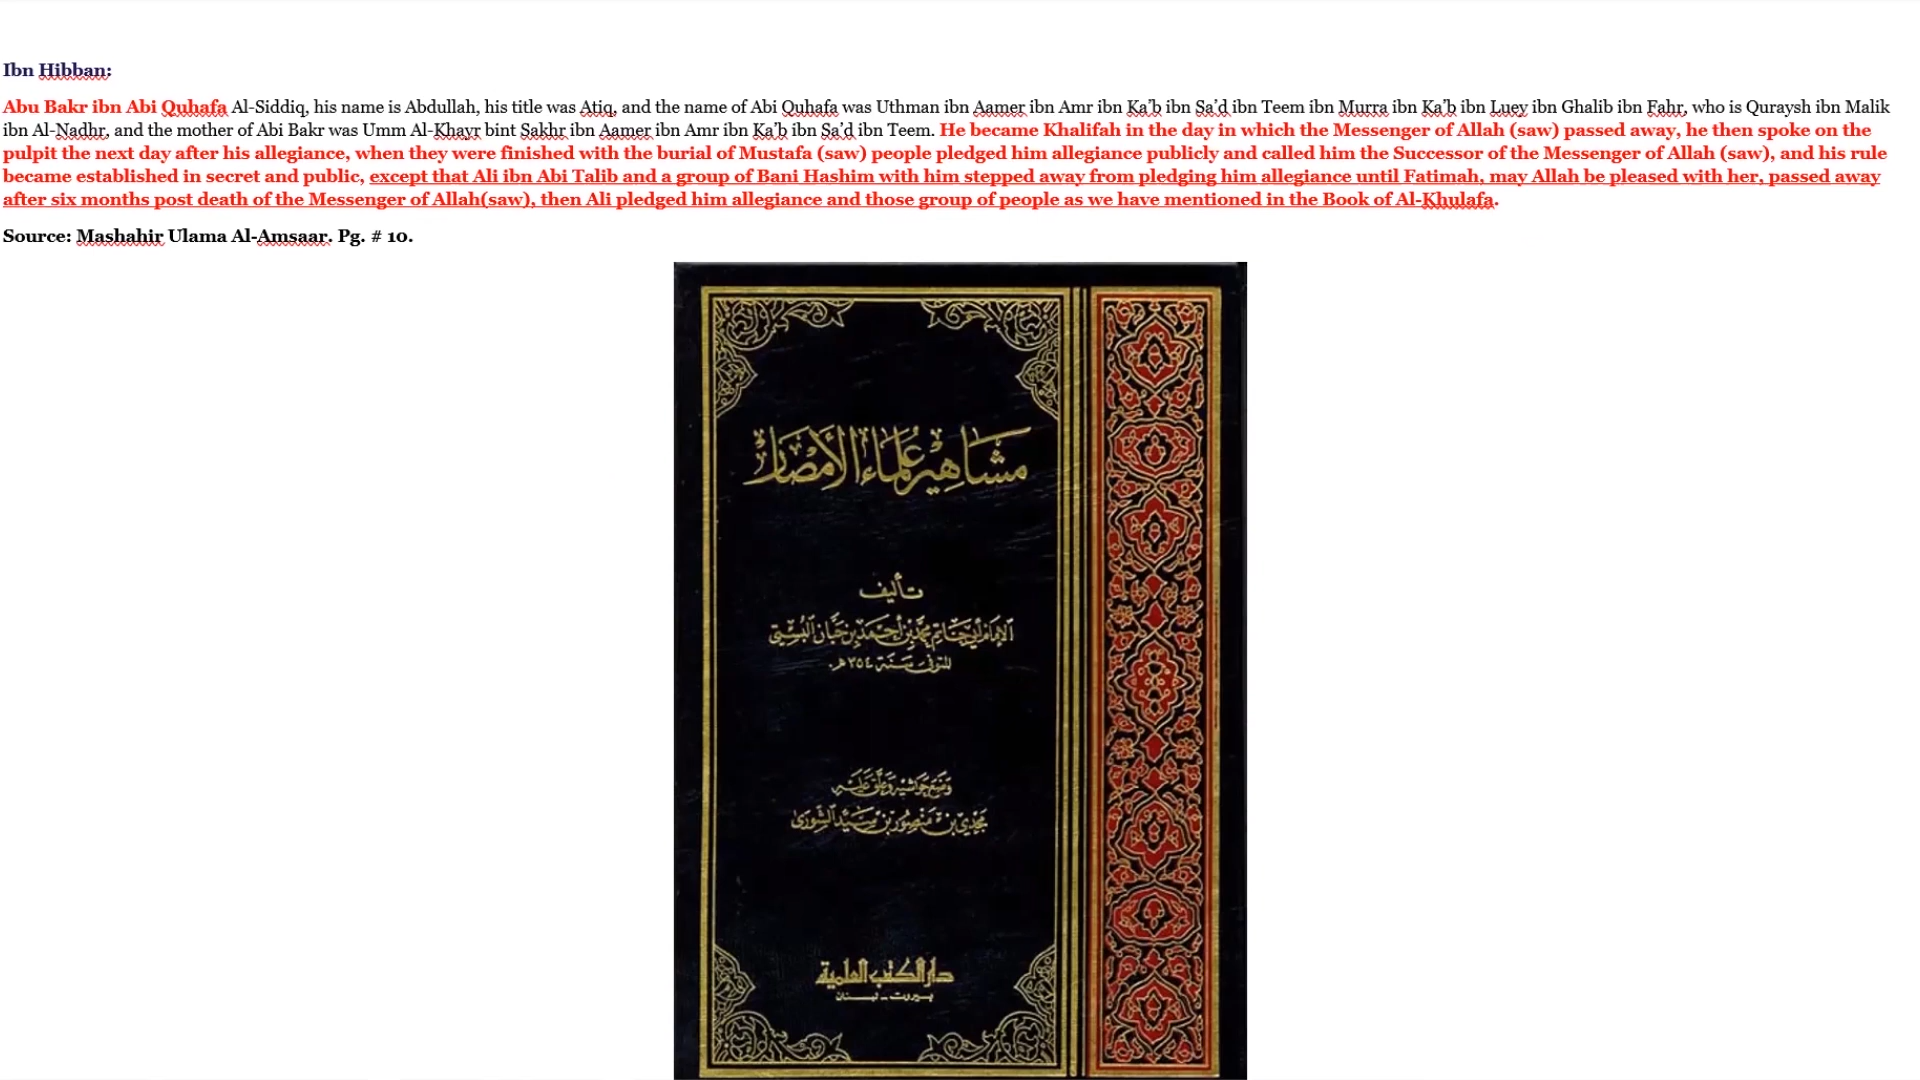 Ibn Hibban:
Abu Bakr ibn Abi Quhafa Al-Siddiq, his name is Abdullah, his title was Atiq, and the name of Abi Quhafa was Uthman ibn Aamer ibn Amr ibn Ka’b ibn Sa’d ibn Teem ibn Murra ibn Ka’b ibn Luey ibn Ghalib ibn Fahr, who is Quraysh ibn Malik
ibn Al-Nadhr, and the mother of Abi Bakr was Umm Al-Khayr bint Sakhr ibn Aamer ibn Amr ibn Ka’b ibn Sa’d ibn Teem. He became Khalifah in the day in which the Messenger of Allah (saw) passed away, he then spoke on the
pulpit the next day after his allegiance, when they were finished with the burial of Mustafa (saw) people pledged him allegiance publicly and called him the Successor of the Messenger of Allah (saw), and his rule
became established in secret and public, except that Ali ibn Abi Talib and a group of Bani Hashim with him stepped away from pledging him allegiance until Fatimah, may Allah be pleased with her, passed away
after six months post death of the Messenger of Allah(saw), then Ali pledged him allegiance and those group of people as we have mentioned in the Book of Al-Khulafa.
Source: Mashahir Ulama Al-Amsaar. Pg. # 10.
مشاهير علماء الأمصار
تأليف
الإمام أبي حاتم محمد بن أحمد بن حبان البستي
المتوفى سنة ٣٥٤ هـ.
وضع حواشيه وعلق عليه
مجدي بن منصور بن سيد الشورى
دار الكتب العلمية
بيروت - لبنان